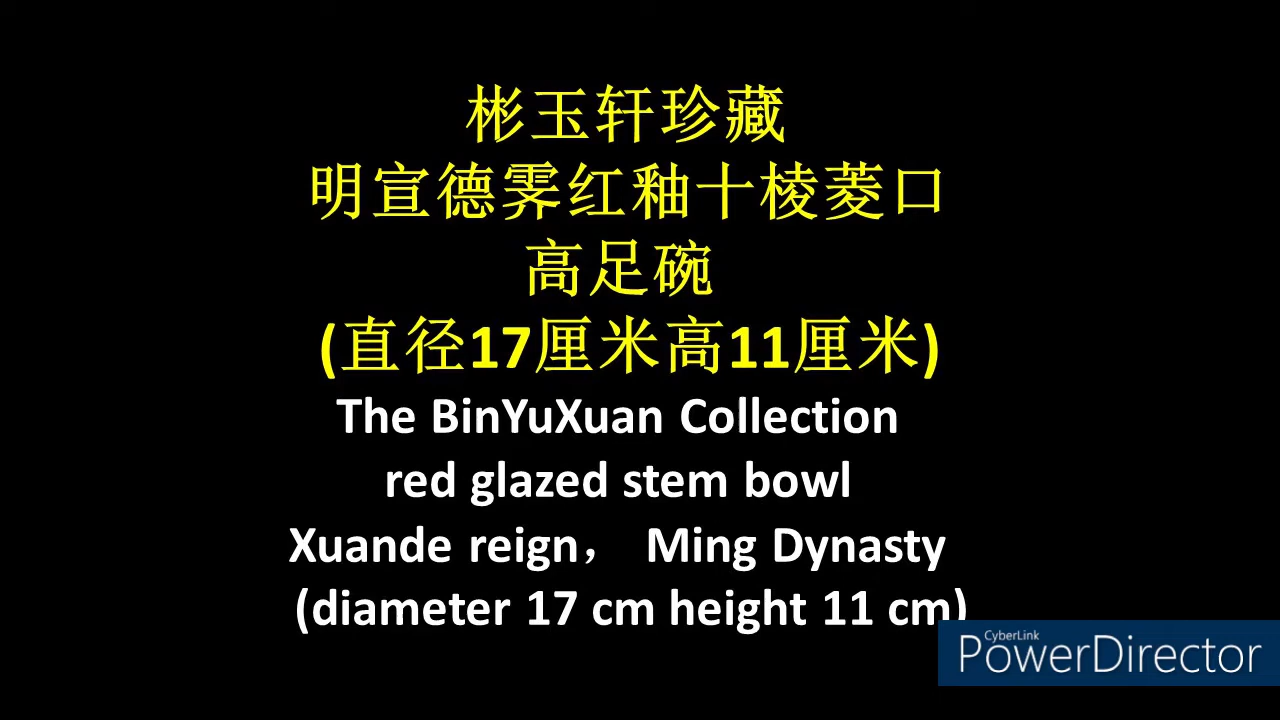 彬玉轩珍藏
明宣德霁红釉十棱菱口
高足碗
(直径17厘米高11厘米)
The BinYuXuan Collection
red glazed stem bowl
Xuande reign， Ming Dynasty
(diameter 17 cm height 11 cm)
CyberLink
PowerDirector